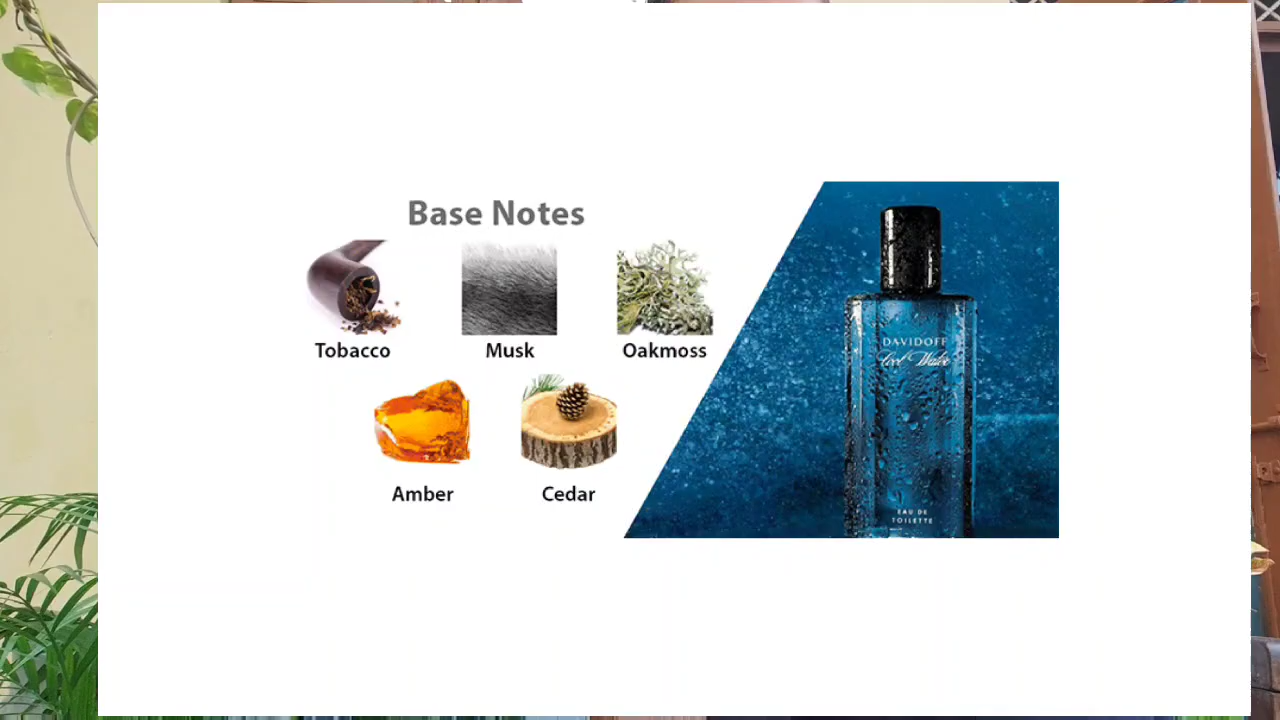 Base Notes
Tobacco
Musk
Oakmoss
Amber
Cedar
DAVIDOFF
Cool Water
EAU DE
TOILETTE